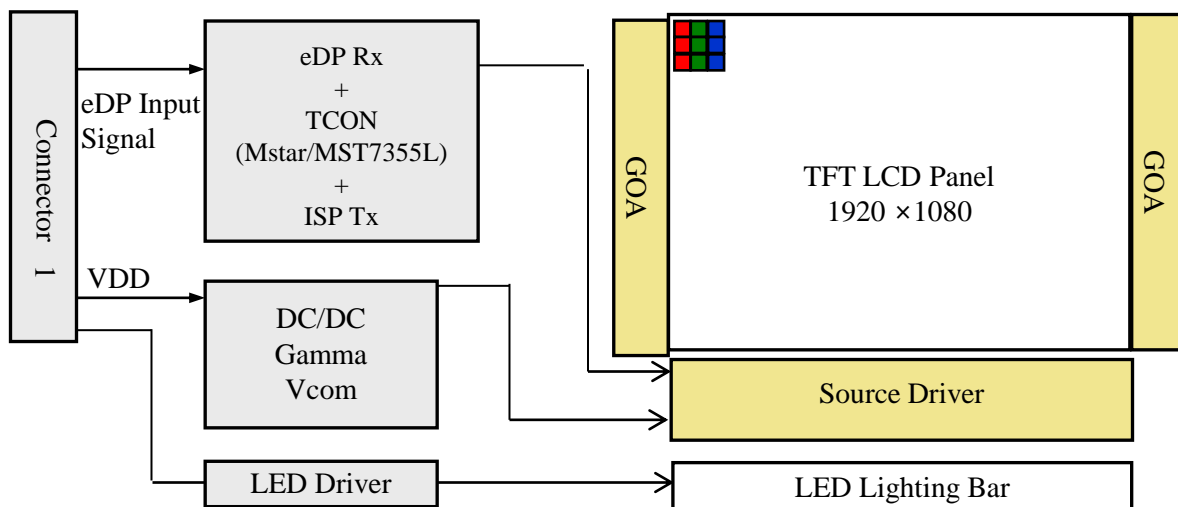 Connector 1
eDP Input
Signal
VDD
eDP Rx
+
TCON
(Mstar/MST7355L)
+
ISP Tx
DC/DC
Gamma
Vcom
LED Driver
GOA
TFT LCD Panel
1920 ×1080
GOA
Source Driver
LED Lighting Bar